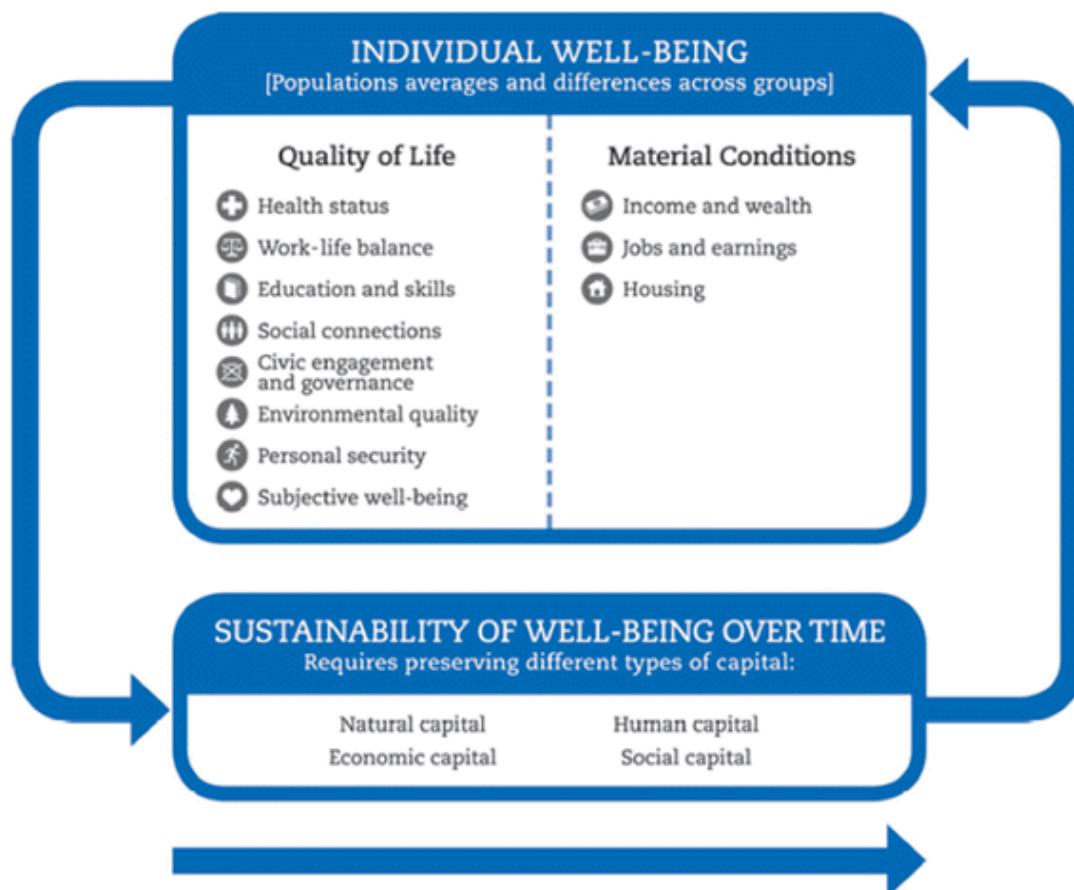 INDIVIDUAL WELL-BEING
[Populations averages and differences across groups]
Quality of Life
Health status
Work-life balance
Education and skills
Social connections
Civic engagement
and governance
Environmental quality
Personal security
Subjective well-being
Material Conditions
Income and wealth
Jobs and earnings
Housing
SUSTAINABILITY OF WELL-BEING OVER TIME
Requires preserving different types of capital:
Natural capital
Human capital
Economic capital
Social capital